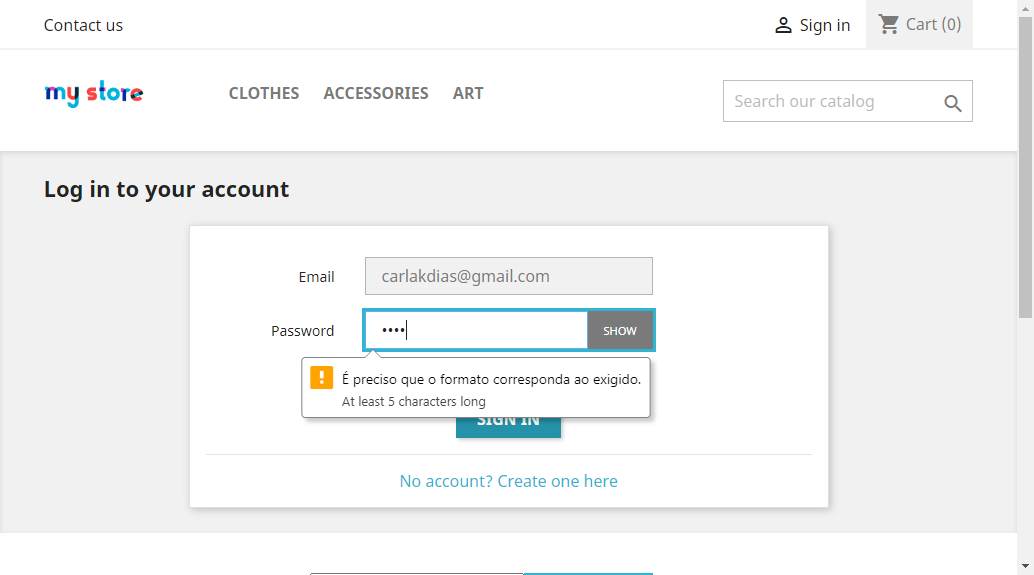 Contact us
Sign in
Cart (0)
my store
CLOTHES
ACCESSORIES
ART
Search our catalog
Log in to your account
Email
carlakdias@gmail.com
Password
••••
SHOW
É preciso que o formato corresponda ao exigido.
At least 5 characters long
SIGN IN
No account? Create one here